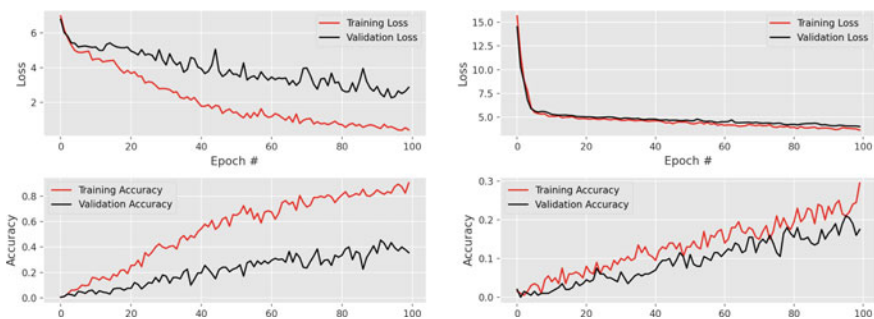 Training Loss
Validation Loss
6
4
2
Loss
0 20 40 60 80 100
Epoch #
Training Accuracy
Validation Accuracy
0.8
0.6
0.4
0.2
0.0
Accuracy
0 20 40 60 80 100
Training Loss
Validation Loss
15.0
12.5
10.0
7.5
5.0
Loss
0 20 40 60 80 100
Epoch #
Training Accuracy
Validation Accuracy
0.3
0.2
0.1
0.0
Accuracy
0 20 40 60 80 100